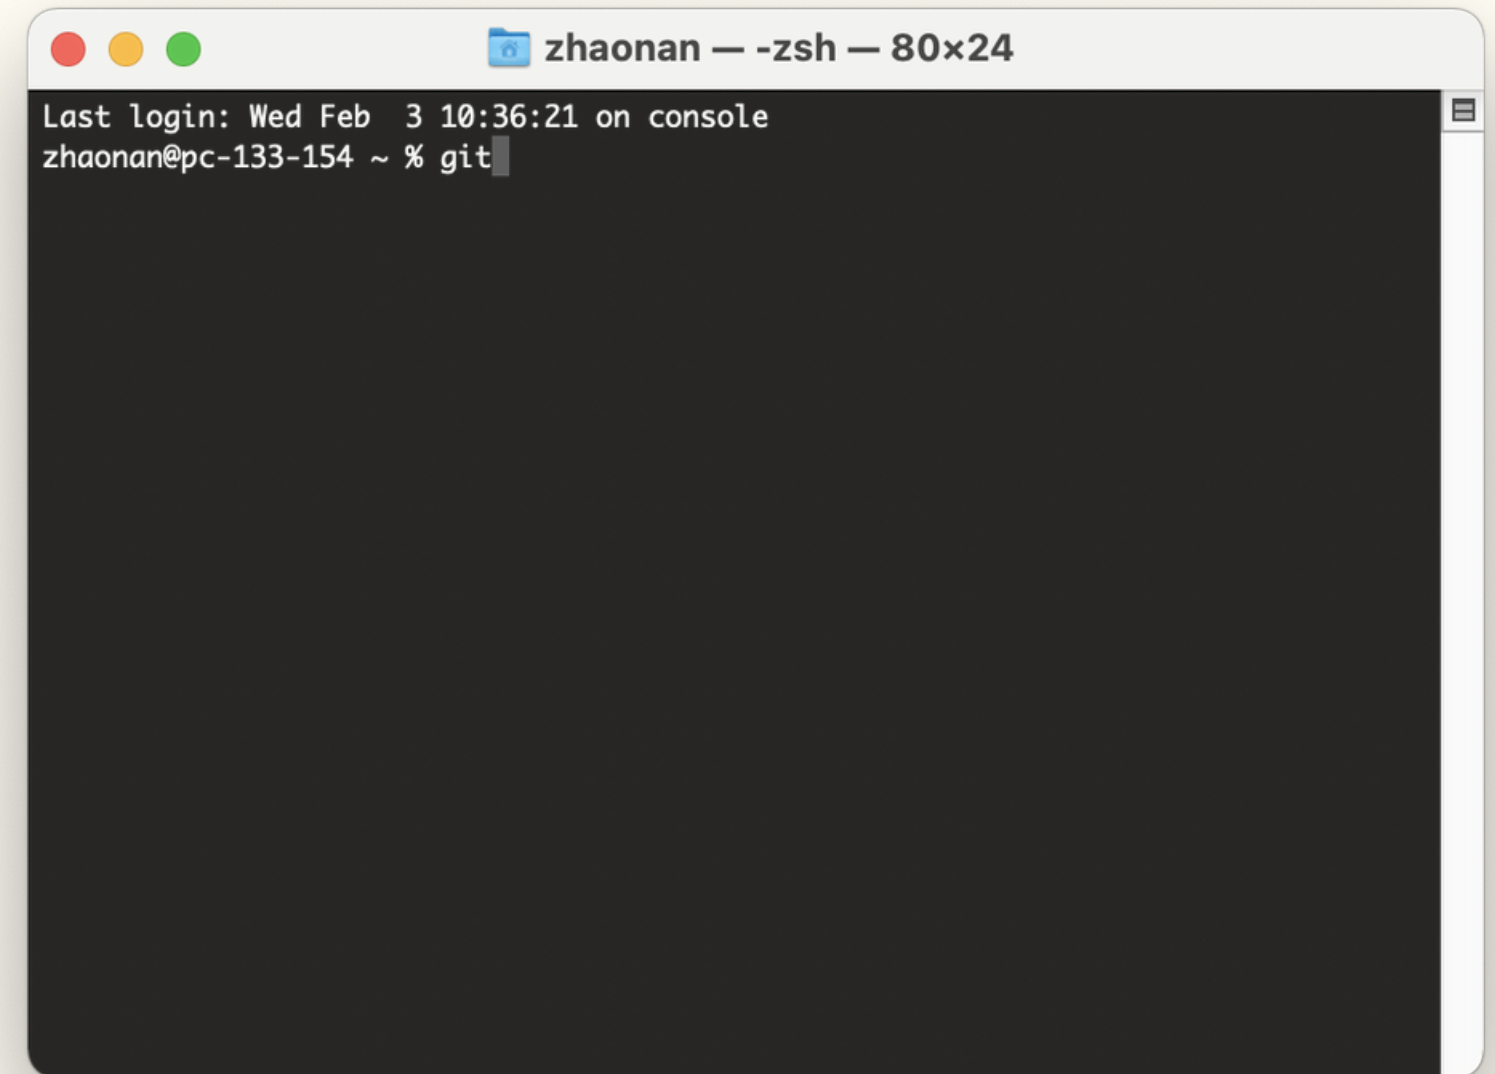 zhaonan — -zsh — 80×24
Last login: Wed Feb  3 10:36:21 on console
zhaonan@pc-133-154 ~ % git